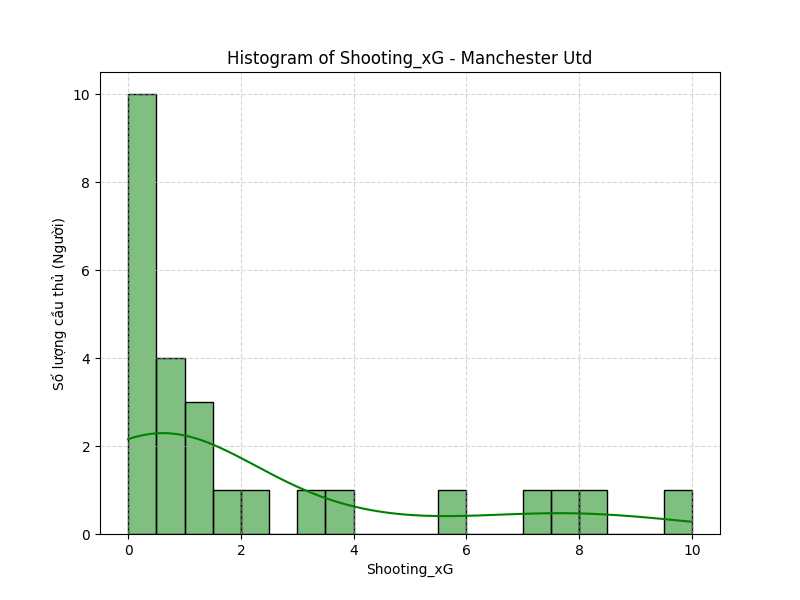 Histogram of Shooting_xG - Manchester Utd
10
8
6
4
2
0
Số lượng cầu thủ (Người)
0 2 4 6 8 10
Shooting_xG